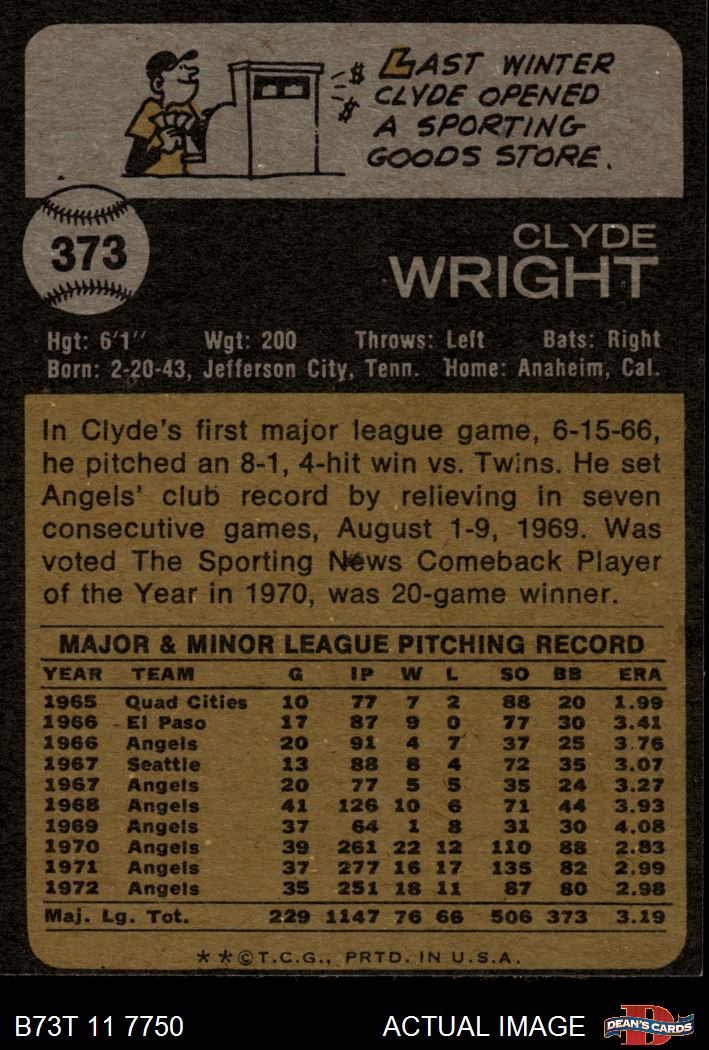 LAST WINTER
CLYDE OPENED
A SPORTING
GOODS STORE.
$
$
373
CLYDE
WRIGHT
Hgt: 6'1" Wgt: 200 Throws: Left Bats: Right
Born: 2-20-43, Jefferson City, Tenn. Home: Anaheim, Cal.
In Clyde's first major league game, 6-15-66,
he pitched an 8-1, 4-hit win vs. Twins. He set
Angels' club record by relieving in seven
consecutive games, August 1-9, 1969. Was
voted The Sporting News Comeback Player
of the Year in 1970, was 20-game winner.
MAJOR & MINOR LEAGUE PITCHING RECORD
YEAR TEAM G IP W L SO BB ERA
1965 Quad Cities 10 77 7 2 88 20 1.99
1966 El Paso 17 87 9 0 77 30 3.41
1966 Angels 20 91 4 7 37 25 3.76
1967 Seattle 13 88 8 4 72 35 3.07
1967 Angels 20 77 5 5 35 24 3.27
1968 Angels 41 126 10 6 71 44 3.93
1969 Angels 37 64 1 8 31 30 4.08
1970 Angels 39 261 22 12 110 88 2.83
1971 Angels 37 277 16 17 135 82 2.99
1972 Angels 35 251 18 11 87 80 2.98
Maj. Lg. Tot. 229 1147 76 66 506 373 3.19
**©T.C.G., PRTD. IN U.S.A.
B73T 11 7750 ACTUAL IMAGE DEAN'S CARDS